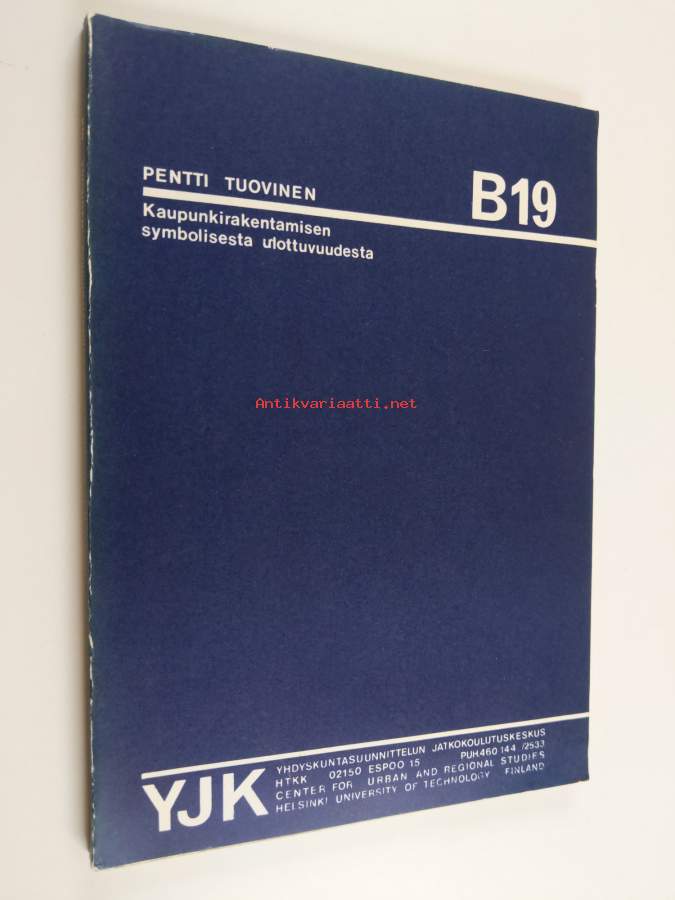 PENTTI TUOVINEN
B19
Kaupunkirakentamisen
symbolisesta ulottuvuudesta
Antikvariaatti.net
YJK
YHDYSKUNTASUUNNITTELUN JATKOKOULUTUSKESKUS
HTKK 02150 ESPOO 15 PUH.460 144 /2533
CENTER FOR URBAN AND REGIONAL STUDIES
HELSINKI UNIVERSITY OF TECHNOLOGY FINLAND